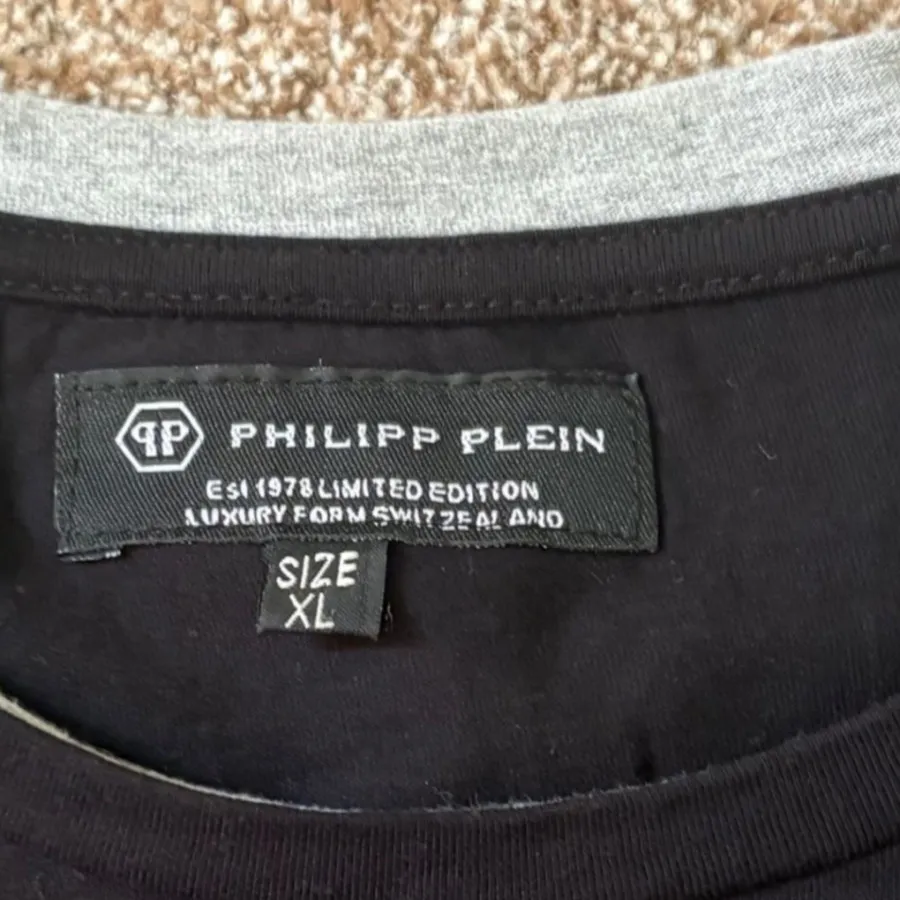 PP PHILIPP PLEIN
Est 1978 LIMITED EDITION
LUXURY FORM SWITZEALAND
SIZE
XL